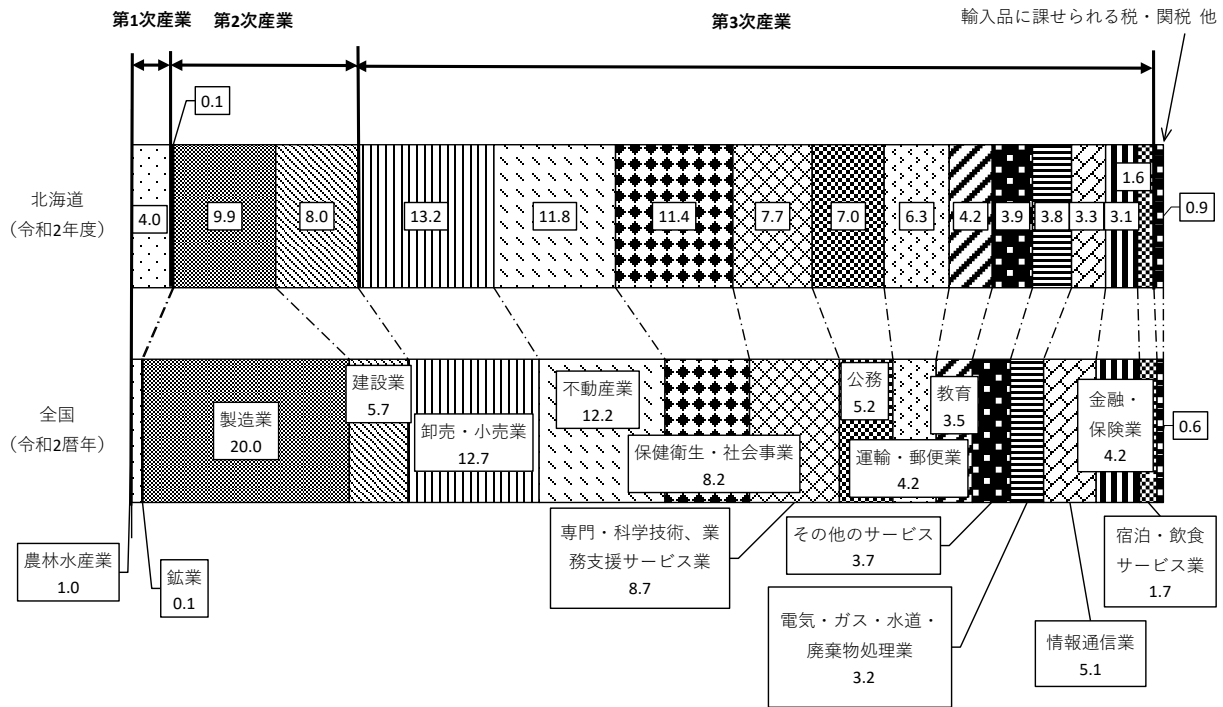 第1次産業 第2次産業 第3次産業 輸入品に課せられる税・関税 他
0.1
北海道
（令和2年度）
4.0 9.9 8.0 13.2 11.8 11.4 7.7 7.0 6.3 4.2 3.9 3.8 3.3 3.1 1.6 0.9
全国
（令和2暦年）
製造業
20.0
建設業
5.7
卸売・小売業
12.7
不動産業
12.2
保健衛生・社会事業
8.2
公務
5.2
運輸・郵便業
4.2
教育
3.5
金融・
保険業
4.2
0.6
農林水産業
1.0
鉱業
0.1
専門・科学技術、業
務支援サービス業
8.7
その他のサービス
3.7
電気・ガス・水道・
廃棄物処理業
3.2
情報通信業
5.1
宿泊・飲食
サービス業
1.7